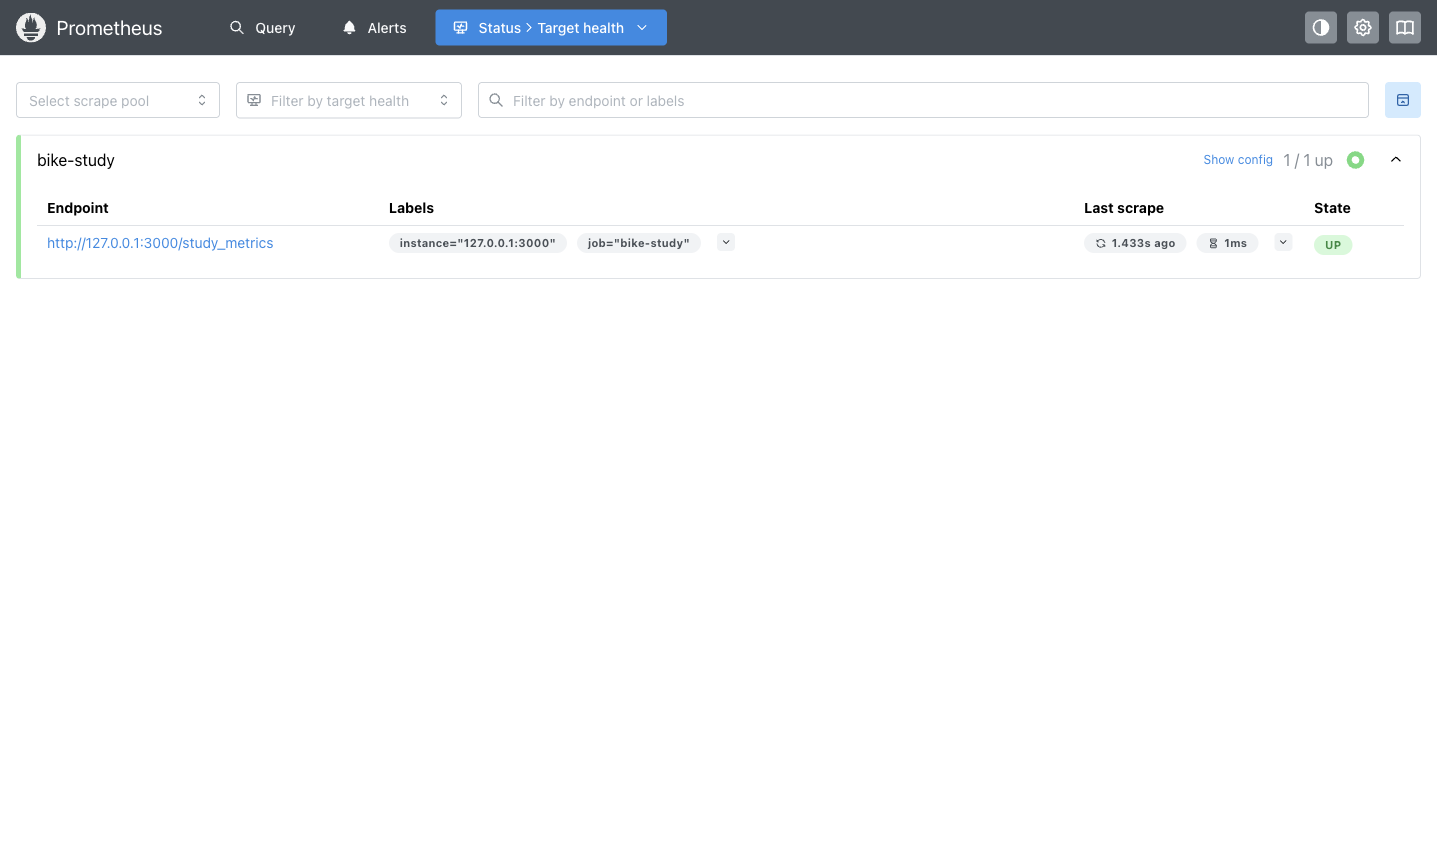 Prometheus Query Alerts Status > Target health
Select scrape pool Filter by target health Filter by endpoint or labels
bike-study Show config 1 / 1 up
Endpoint Labels Last scrape State
http://127.0.0.1:3000/study_metrics instance="127.0.0.1:3000" job="bike-study" 1.433s ago 1ms UP